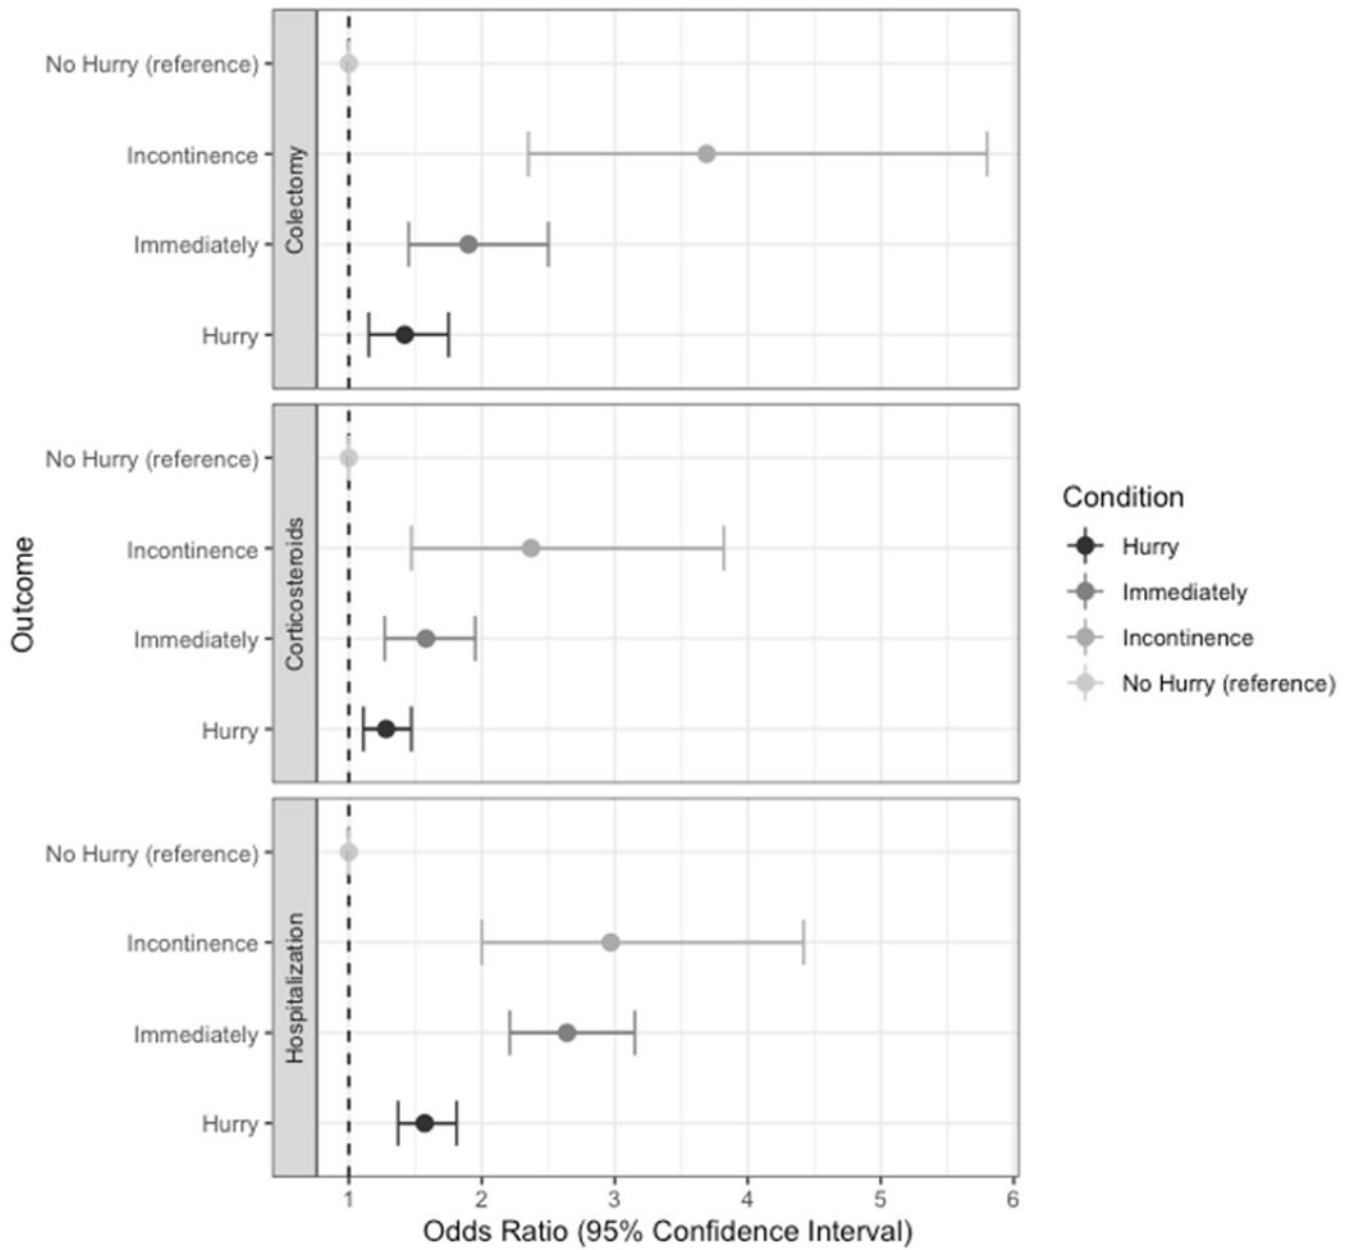 Outcome
Colectomy
No Hurry (reference)
Incontinence
Immediately
Hurry
Corticosteroids
No Hurry (reference)
Incontinence
Immediately
Hurry
Hospitalization
No Hurry (reference)
Incontinence
Immediately
Hurry
1 2 3 4 5 6
Odds Ratio (95% Confidence Interval)
Condition
Hurry
Immediately
Incontinence
No Hurry (reference)